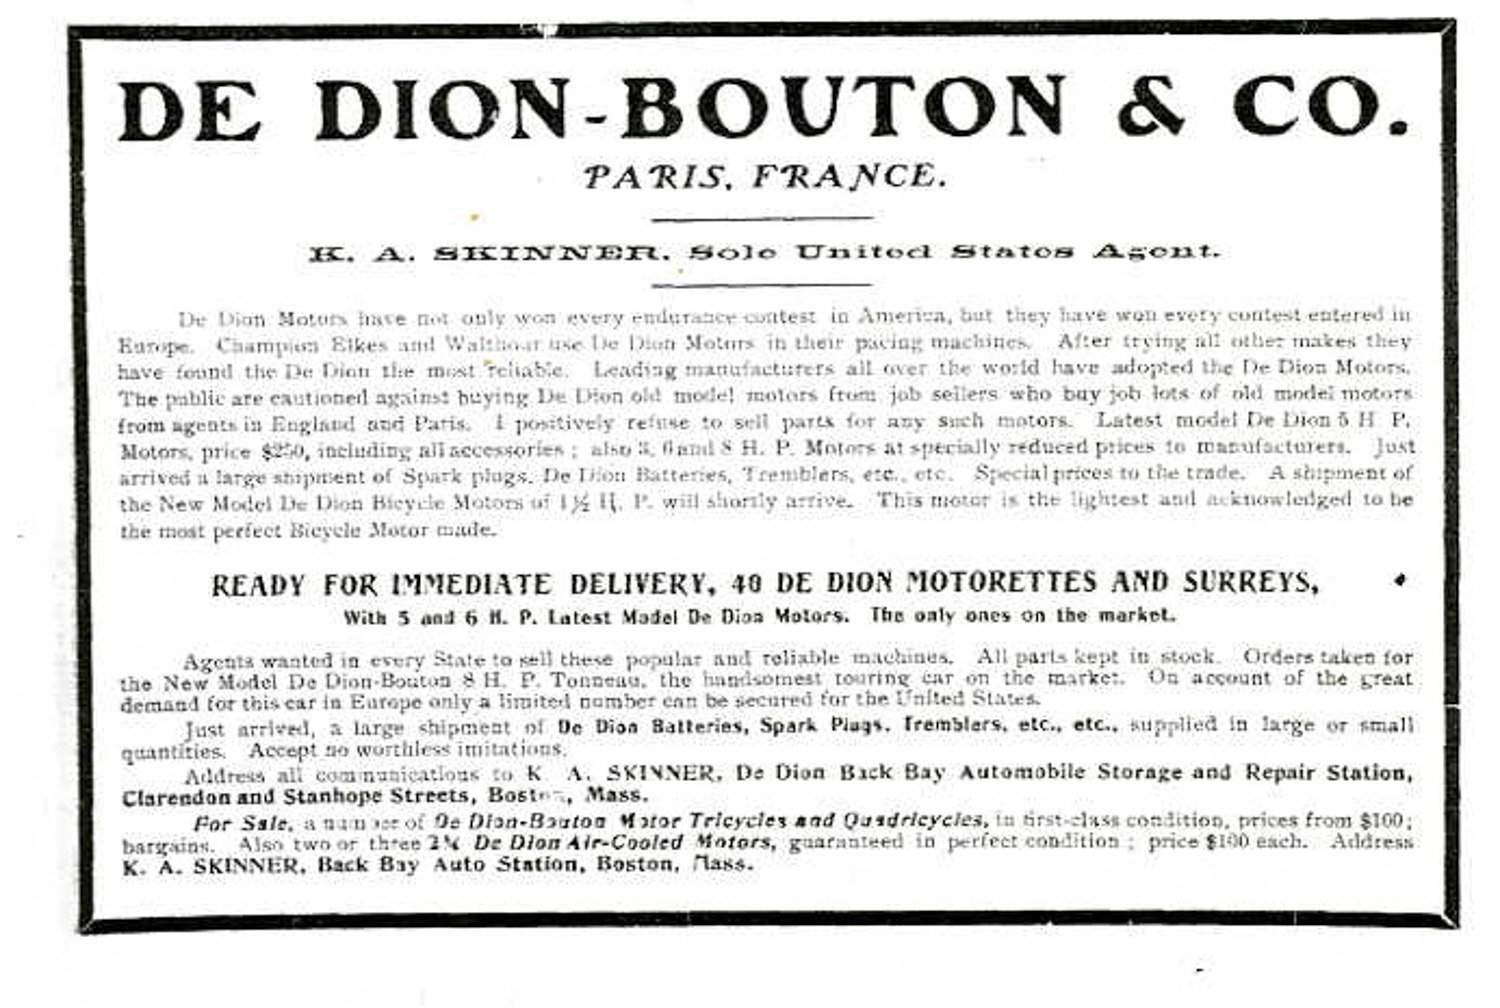 DE DION-BOUTON & CO.
PARIS, FRANCE.
K. A. SKINNER, Sole United States Agent.
De Dion Motors have not only won every endurance contest in America, but they have won every contest entered in
Europe. Champion Elkes and Walthour use De Dion Motors in their pacing machines. After trying all other makes they
have found the De Dion the most reliable. Leading manufacturers all over the world have adopted the De Dion Motors.
The public are cautioned against buying De Dion old model motors from job sellers who buy job lots of old model motors
from agents in England and Paris. I positively refuse to sell parts for any such motors. Latest model De Dion 5 H. P.
Motors, price $250, including all accessories; also 3, 6 and 8 H. P. Motors at specially reduced prices to manufacturers. Just
arrived a large shipment of Spark plugs, De Dion Batteries, Tremblers, etc., etc. Special prices to the trade. A shipment of
the New Model De Dion Bicycle Motors of 1½ H. P. will shortly arrive. This motor is the lightest and acknowledged to be
the most perfect Bicycle Motor made.
READY FOR IMMEDIATE DELIVERY, 40 DE DION MOTORETTES AND SURREYS,
With 5 and 6 H. P. Latest Model De Dion Motors. The only ones on the market.
Agents wanted in every State to sell these popular and reliable machines. All parts kept in stock. Orders taken for
the New Model De Dion-Bouton 8 H. P. Tonneau, the handsomest touring car on the market. On account of the great
demand for this car in Europe only a limited number can be secured for the United States.
Just arrived, a large shipment of De Dion Batteries, Spark Plugs, Tremblers, etc., etc., supplied in large or small
quantities. Accept no worthless imitations.
Address all communications to K. A. SKINNER, De Dion Back Bay Automobile Storage and Repair Station,
Clarendon and Stanhope Streets, Boston, Mass.
For Sale, a number of De Dion-Bouton Motor Tricycles and Quadricycles, in first-class condition, prices from $100;
bargains. Also two or three 2¾ De Dion Air-Cooled Motors, guaranteed in perfect condition; price $100 each. Address
K. A. SKINNER, Back Bay Auto Station, Boston, Mass.